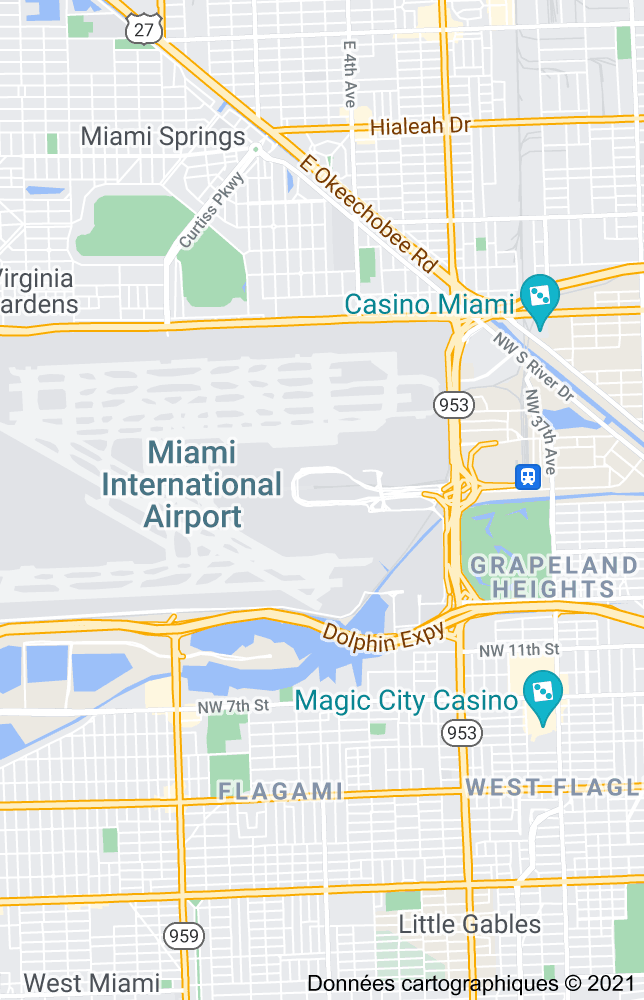 27
E 4th Ave
Hialeah Dr
Miami Springs
E Okeechobee Rd
Curtiss Pkwy
Virginia
ardens
Casino Miami
NW S River Dr
953
NW 37th Ave
Miami
International
Airport
GRAPELAND
HEIGHTS
Dolphin Expy
NW 11th St
Magic City Casino
NW 7th St
953
FLAGAMI
WEST FLAGL
Little Gables
959
West Miami
Données cartographiques © 2021